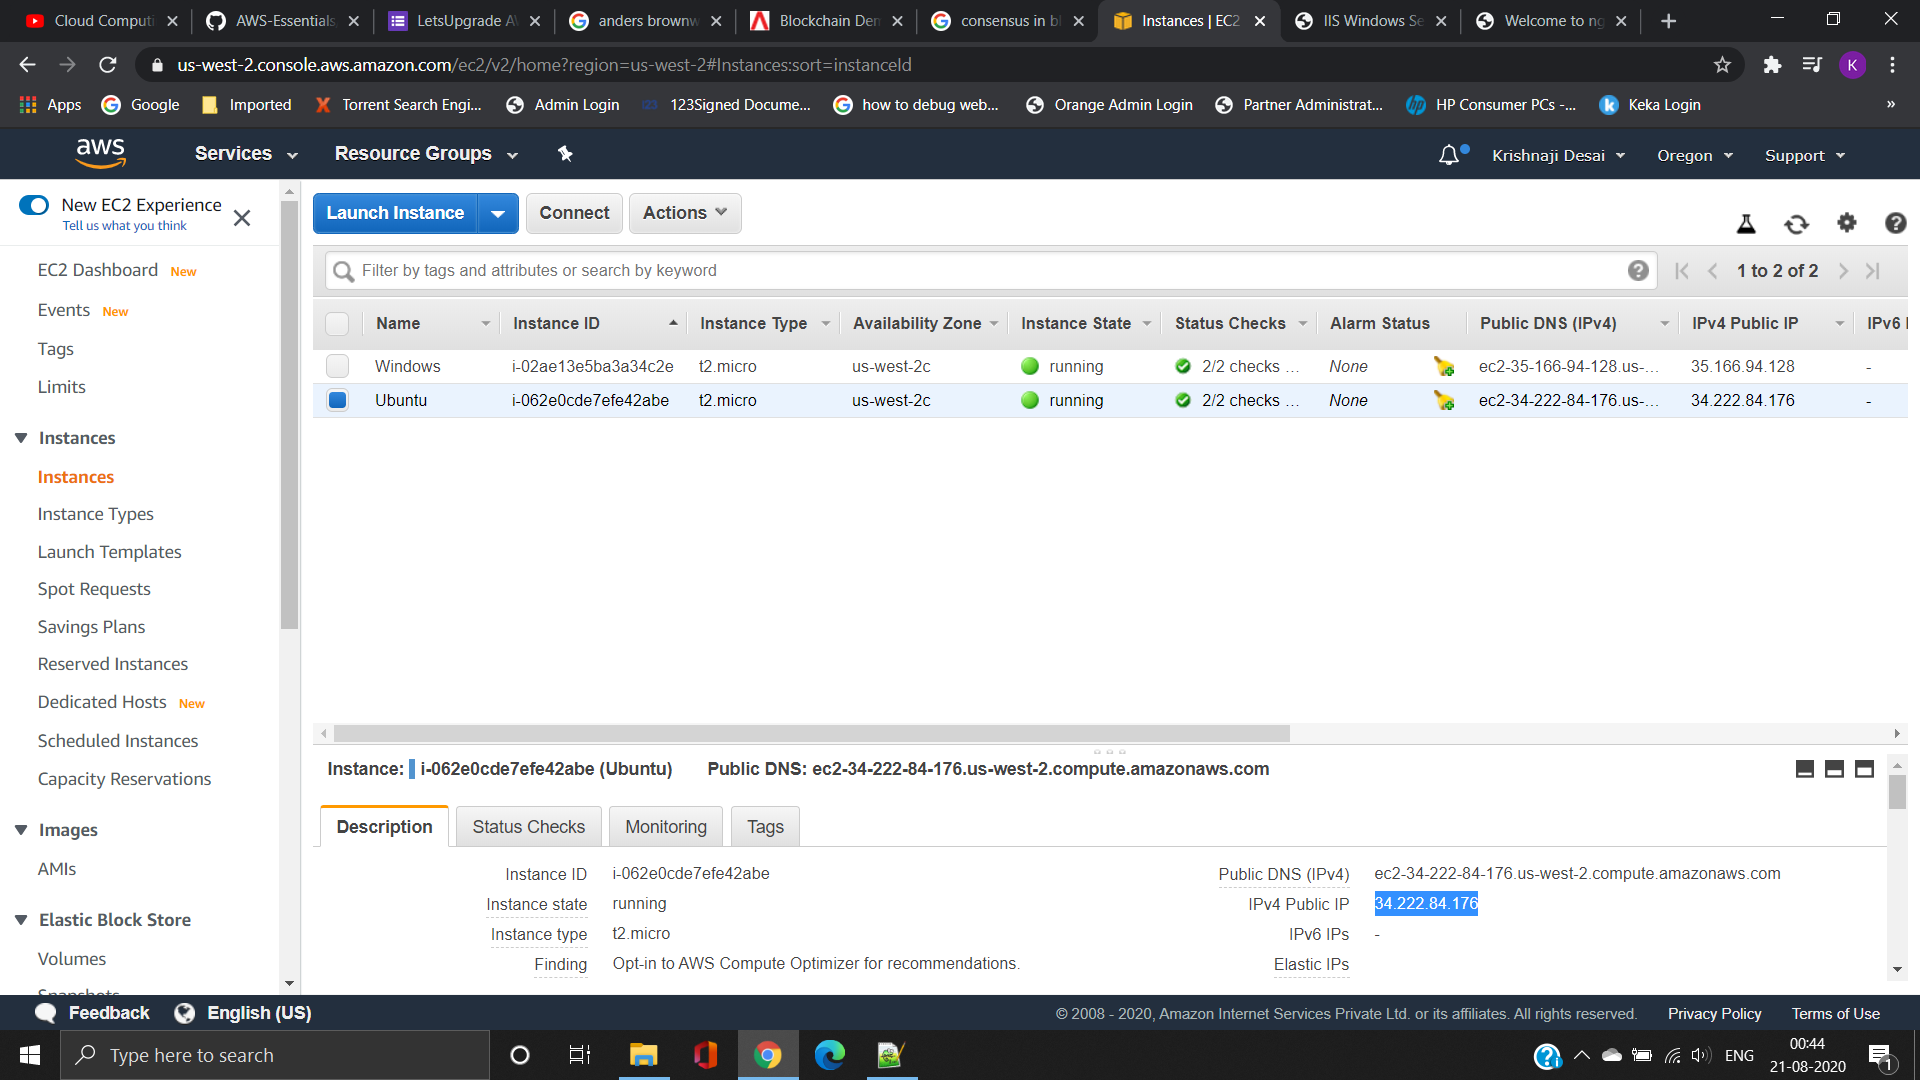 Cloud Computi
AWS-Essentials
LetsUpgrade A
anders brownw
Blockchain Den
consensus in bl
Instances | EC2
IIS Windows Se
Welcome to ng
us-west-2.console.aws.amazon.com/ec2/v2/home?region=us-west-2#Instances:sort=instanceId
K
Apps
Google
Imported
Torrent Search Engi...
Admin Login
123Signed Docume...
how to debug web...
Orange Admin Login
Partner Administrat...
HP Consumer PCs -...
Keka Login
»
aws
Services
Resource Groups
Krishnaji Desai
Oregon
Support
New EC2 Experience
Tell us what you think
EC2 Dashboard New
Events New
Tags
Limits
Instances
Instances
Instance Types
Launch Templates
Spot Requests
Savings Plans
Reserved Instances
Dedicated Hosts New
Scheduled Instances
Capacity Reservations
Images
AMIs
Elastic Block Store
Volumes
Snapshots
Launch Instance
Connect
Actions
Filter by tags and attributes or search by keyword
1 to 2 of 2
Name Instance ID Instance Type Availability Zone Instance State Status Checks Alarm Status Public DNS (IPv4) IPv4 Public IP IPv6 I
Windows i-02ae13e5ba3a34c2e t2.micro us-west-2c running 2/2 checks ... None ec2-35-166-94-128.us-... 35.166.94.128 -
Ubuntu i-062e0cde7efe42abe t2.micro us-west-2c running 2/2 checks ... None ec2-34-222-84-176.us-... 34.222.84.176 -
Instance: i-062e0cde7efe42abe (Ubuntu) Public DNS: ec2-34-222-84-176.us-west-2.compute.amazonaws.com
Description
Status Checks
Monitoring
Tags
Instance ID i-062e0cde7efe42abe
Instance state running
Instance type t2.micro
Finding Opt-in to AWS Compute Optimizer for recommendations.
Public DNS (IPv4) ec2-34-222-84-176.us-west-2.compute.amazonaws.com
IPv4 Public IP 34.222.84.176
IPv6 IPs -
Elastic IPs
Feedback
English (US)
© 2008 - 2020, Amazon Internet Services Private Ltd. or its affiliates. All rights reserved.
Privacy Policy
Terms of Use
Type here to search
ENG
00:44
21-08-2020
1